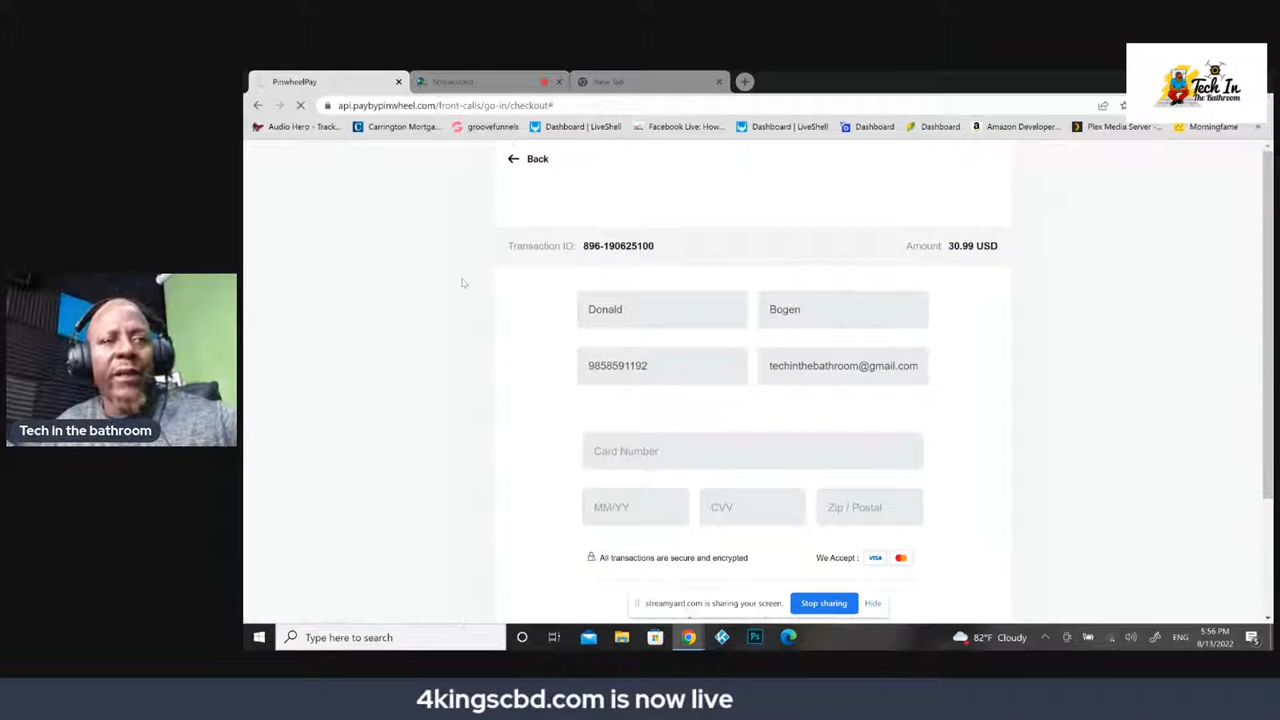 PinwheelPay
Streamyard
New Tab
Tech In
The Bathroom
api.paybypinwheel.com/front-calls/go-in/checkout#
Audio Hero - Track...
Carrington Mortga...
groovefunnels
Dashboard | LiveShell
Facebook Live: How...
Dashboard | LiveShell
Dashboard
Dashboard
Amazon Developer...
Plex Media Server -...
Morningfame
Back
Transaction ID: 896-190625100
Amount 30.99 USD
Donald
Bogen
9858591192
techinthebathroom@gmail.com
Card Number
MM/YY
CVV
Zip / Postal
All transactions are secure and encrypted
We Accept :
VISA
streamyard.com is sharing your screen.
Stop sharing
Hide
Tech in the bathroom
Type here to search
Ps
82°F Cloudy
ENG
5:56 PM
8/13/2022
5
4kingscbd.com is now live